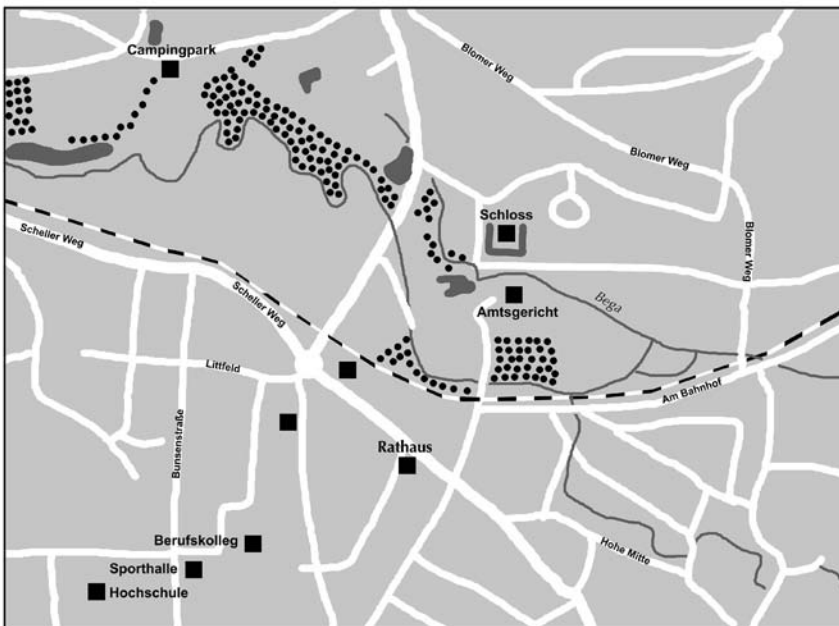 Campingpark
Blomer Weg
Blomer Weg
Schloss
Scheller Weg
Blomer Weg
Scheller Weg
Bega
Amtsgericht
Littfeld
Am Bahnhof
Bunsenstraße
Rathaus
Berufskolleg
Hohe Mitte
Sporthalle
Hochschule